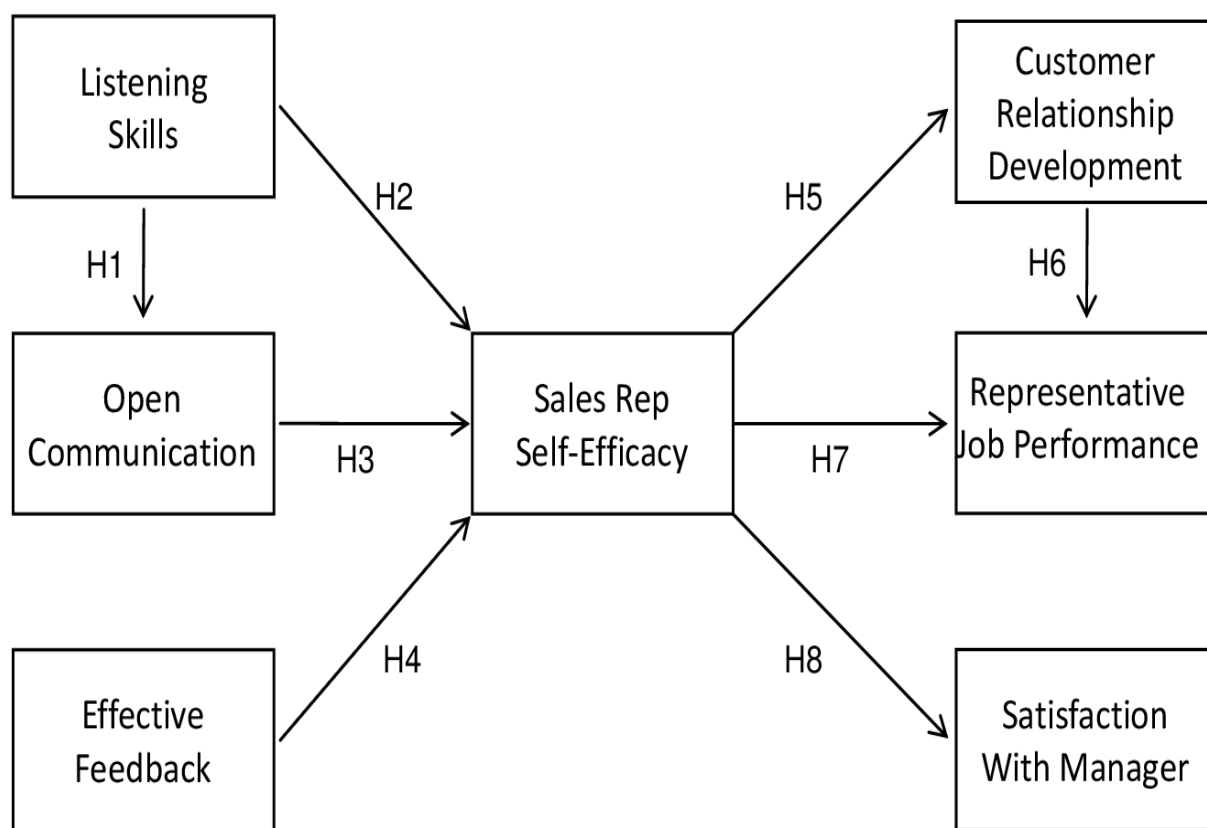 Listening
Skills
Customer
Relationship
Development
H2
H5
H1
H6
Open
Communication
Sales Rep
Self-Efficacy
Representative
Job Performance
H3
H7
H4
H8
Effective
Feedback
Satisfaction
With Manager